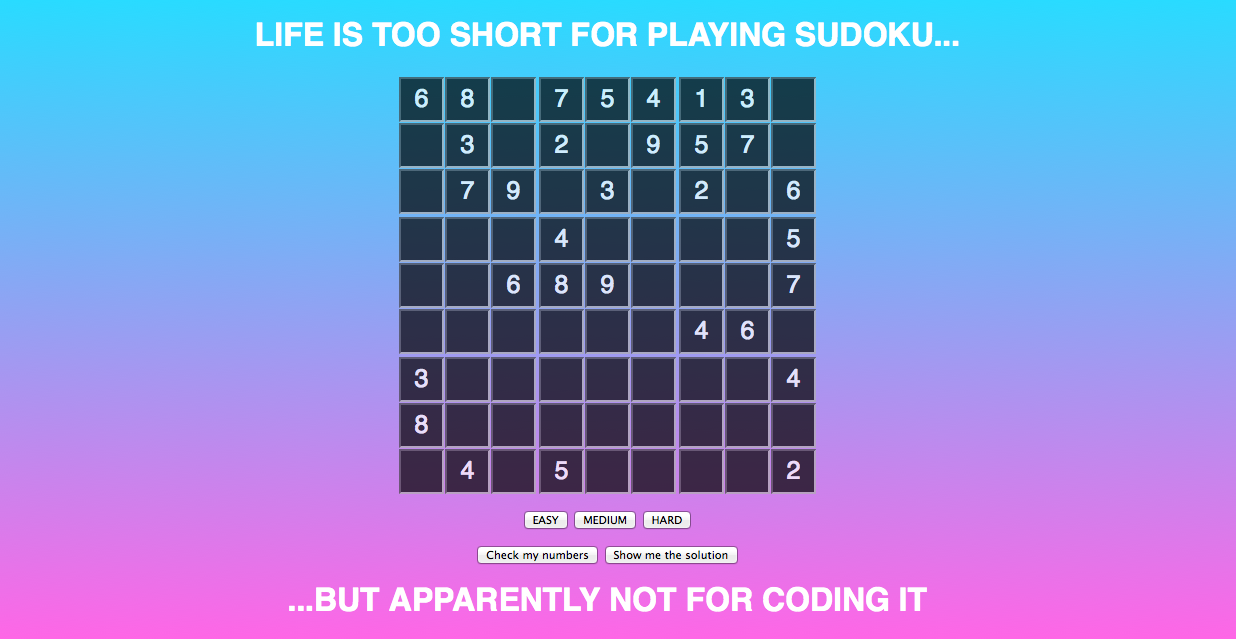 LIFE IS TOO SHORT FOR PLAYING SUDOKU...
6 8 7 5 4 1 3
3 2 9 5 7
7 9 3 2 6
4 5
6 8 9 7
4 6
3 4
8
4 5 2
EASY MEDIUM HARD
Check my numbers Show me the solution
...BUT APPARENTLY NOT FOR CODING IT